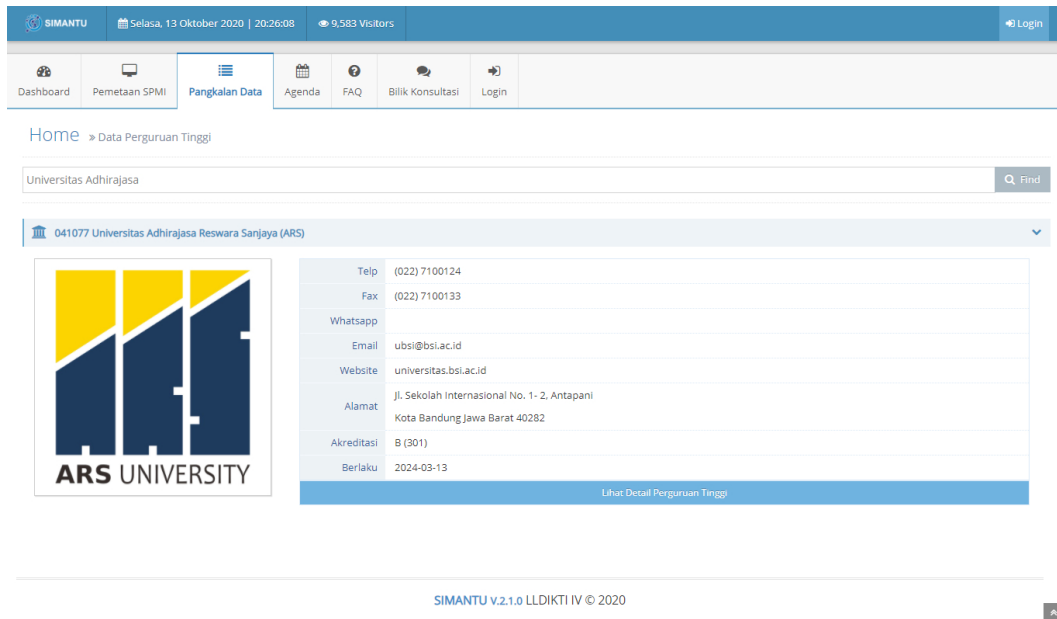 SIMANTU Selasa, 13 Oktober 2020 | 20:26:08 9,583 Visitors Login
Dashboard Pemetaan SPMI Pangkalan Data Agenda FAQ Bilik Konsultasi Login
Home » Data Perguruan Tinggi
Universitas Adhirajasa Find
041077 Universitas Adhirajasa Reswara Sanjaya (ARS)
ARS
ARS UNIVERSITY
Telp (022) 7100124
Fax (022) 7100133
Whatsapp
Email ubsi@bsi.ac.id
Website universitas.bsi.ac.id
Alamat Jl. Sekolah Internasional No. 1- 2, Antapani
Kota Bandung Jawa Barat 40282
Akreditasi B (301)
Berlaku 2024-03-13
Lihat Detail Perguruan Tinggi
SIMANTU V.2.1.0 LLDIKTI IV © 2020